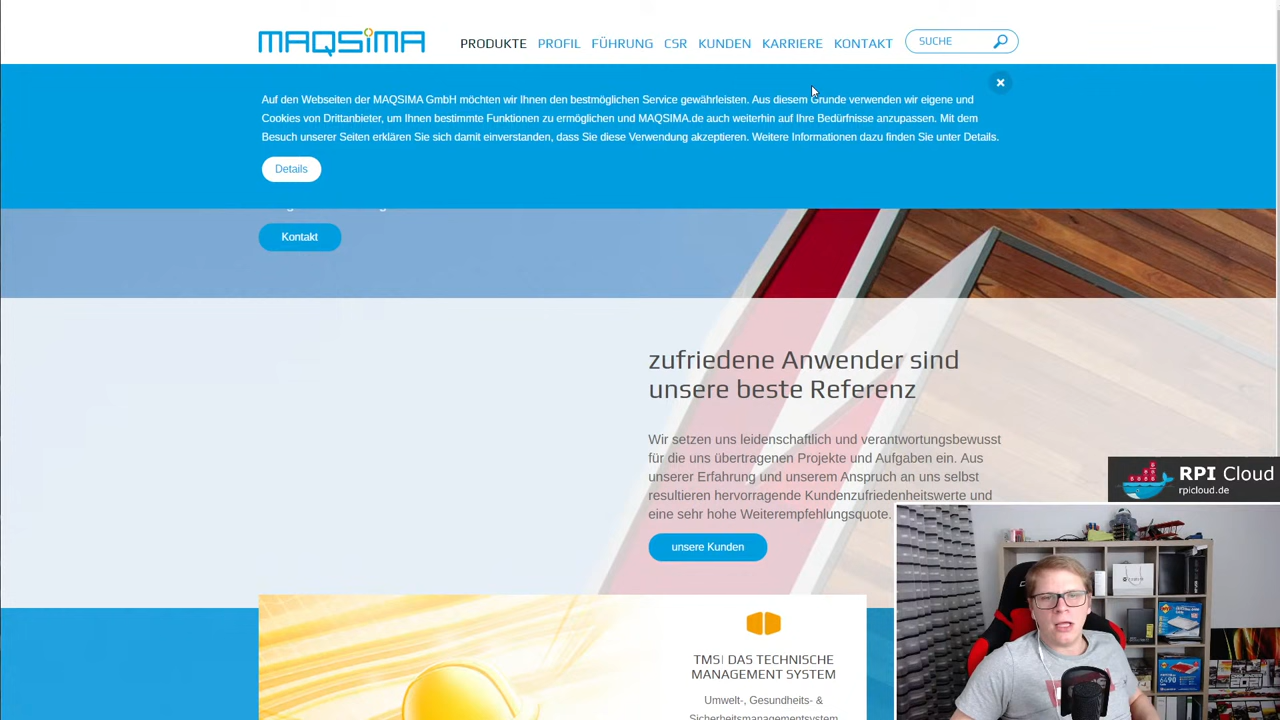 MAQSIMA
PRODUKTE PROFIL FÜHRUNG CSR KUNDEN KARRIERE KONTAKT SUCHE
Auf den Webseiten der MAQSIMA GmbH möchten wir Ihnen den bestmöglichen Service gewährleisten. Aus diesem Grunde verwenden wir eigene und
Cookies von Drittanbieter, um Ihnen bestimmte Funktionen zu ermöglichen und MAQSIMA.de auch weiterhin auf Ihre Bedürfnisse anzupassen. Mit dem
Besuch unserer Seiten erklären Sie sich damit einverstanden, dass Sie diese Verwendung akzeptieren. Weitere Informationen dazu finden Sie unter Details.
Details
Kontakt
zufriedene Anwender sind
unsere beste Referenz
Wir setzen uns leidenschaftlich und verantwortungsbewusst
für die uns übertragenen Projekte und Aufgaben ein. Aus
unserer Erfahrung und unserem Anspruch an uns selbst
resultieren hervorragende Kundenzufriedenheitswerte und
eine sehr hohe Weiterempfehlungsquote.
unsere Kunden
RPI Cloud
rpicloud.de
TMS| DAS TECHNISCHE
MANAGEMENT SYSTEM
Umwelt-, Gesundheits- &
Sicherheitsmanagementsystem